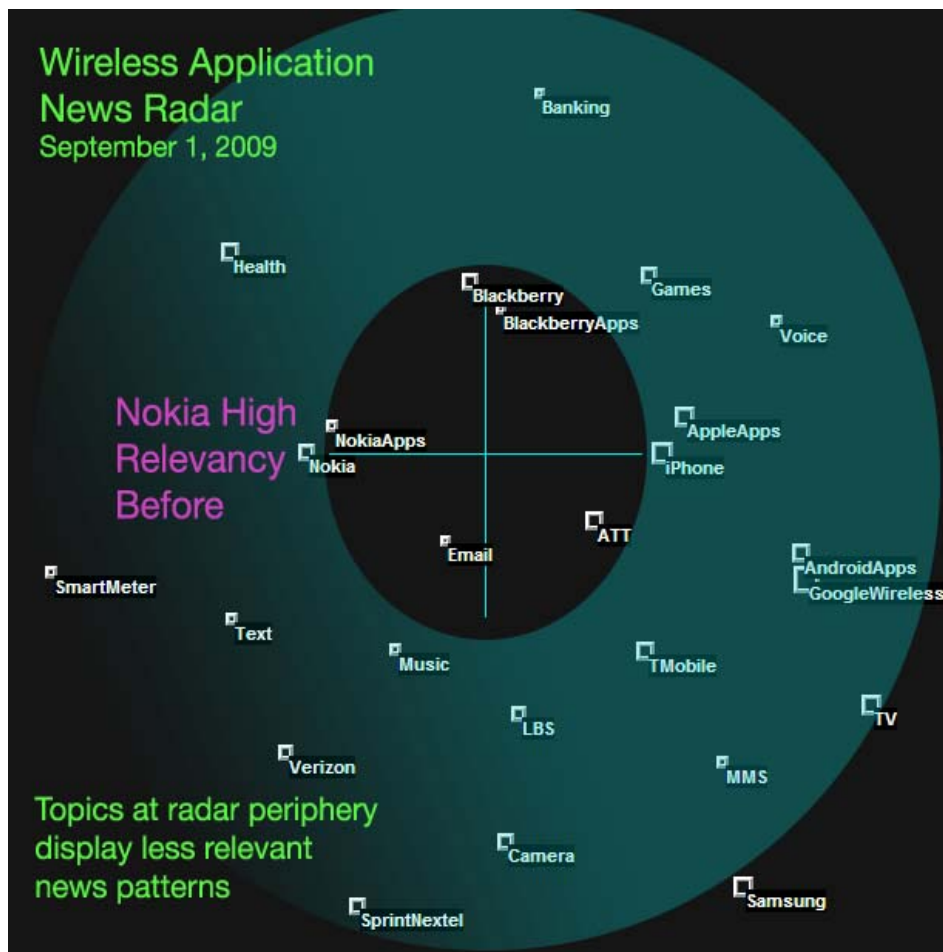 Wireless Application
News Radar
September 1, 2009
Banking
Health
Games
Blackberry
BlackberryApps
Voice
Nokia High
Relevancy
Before
AppleApps
NokiaApps
Nokia
iPhone
ATT
Email
AndroidApps
SmartMeter
GoogleWireless
Text
Music
TMobile
TV
LBS
Verizon
MMS
Topics at radar periphery
display less relevant
news patterns
Camera
Samsung
SprintNextel